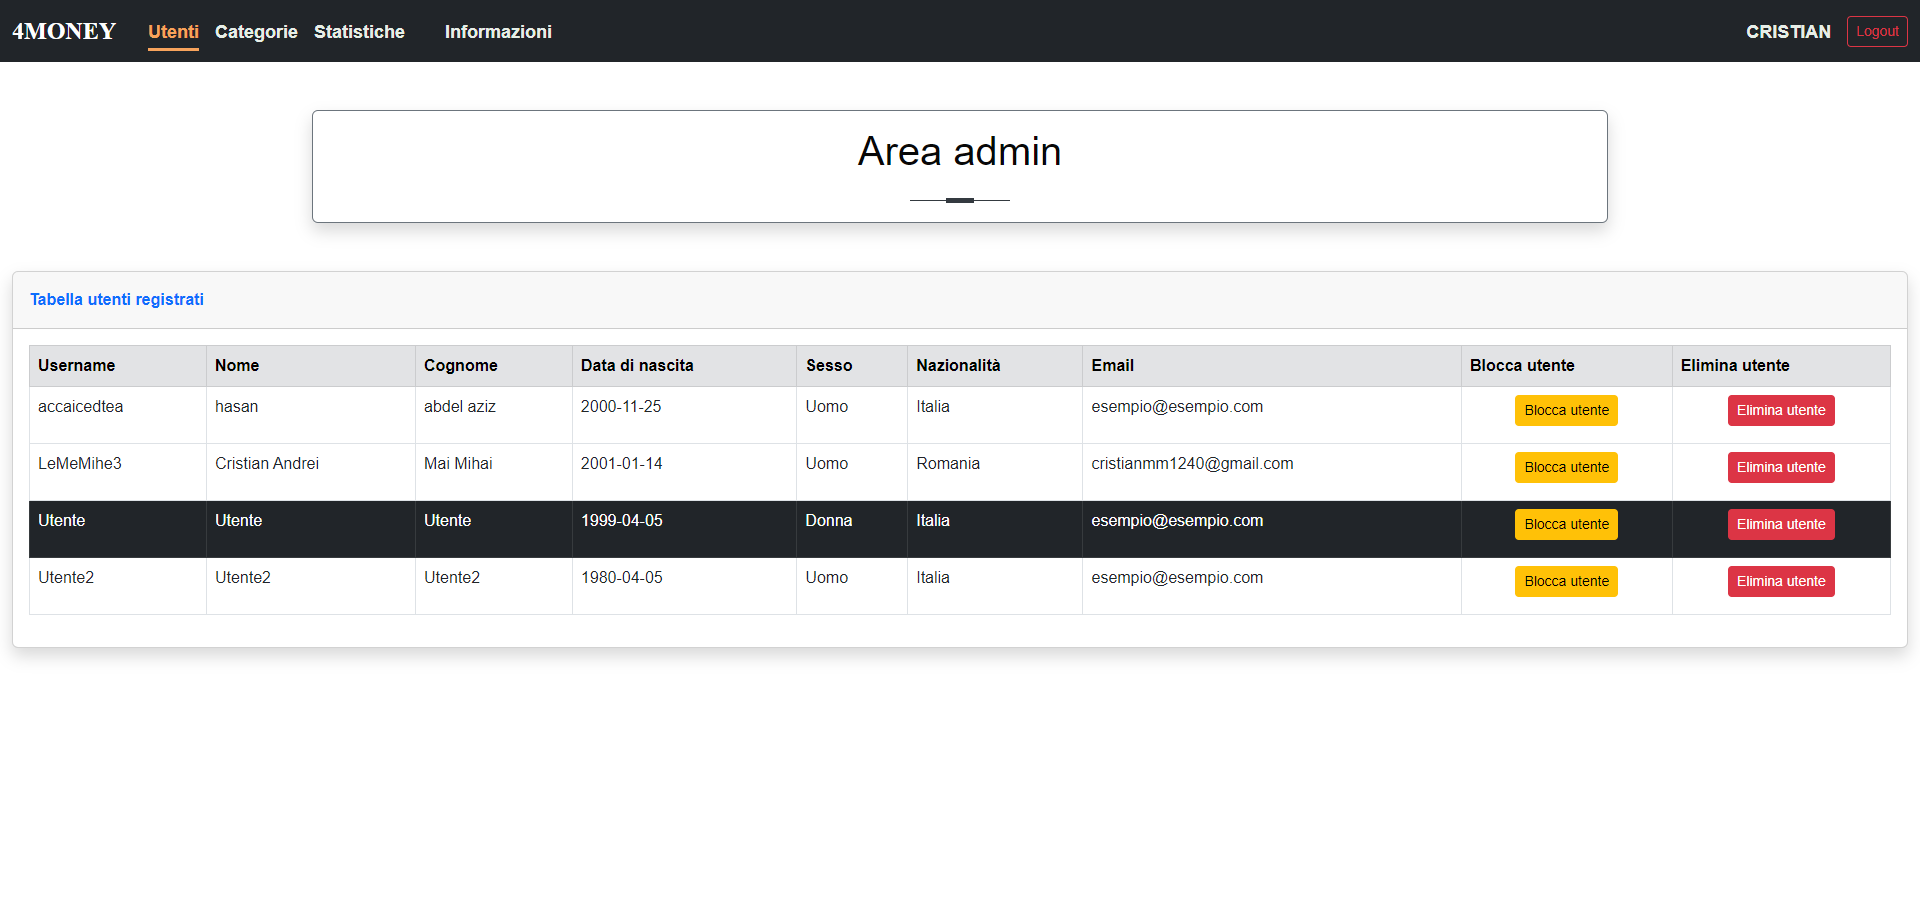 4MONEY Utenti Categorie Statistiche Informazioni CRISTIAN Logout
Area admin
Tabella utenti registrati
Username Nome Cognome Data di nascita Sesso Nazionalità Email Blocca utente Elimina utente
accaicedtea hasan abdel aziz 2000-11-25 Uomo Italia esempio@esempio.com Blocca utente Elimina utente
LeMeMihe3 Cristian Andrei Mai Mihai 2001-01-14 Uomo Romania cristianmm1240@gmail.com Blocca utente Elimina utente
Utente Utente Utente 1999-04-05 Donna Italia esempio@esempio.com Blocca utente Elimina utente
Utente2 Utente2 Utente2 1980-04-05 Uomo Italia esempio@esempio.com Blocca utente Elimina utente